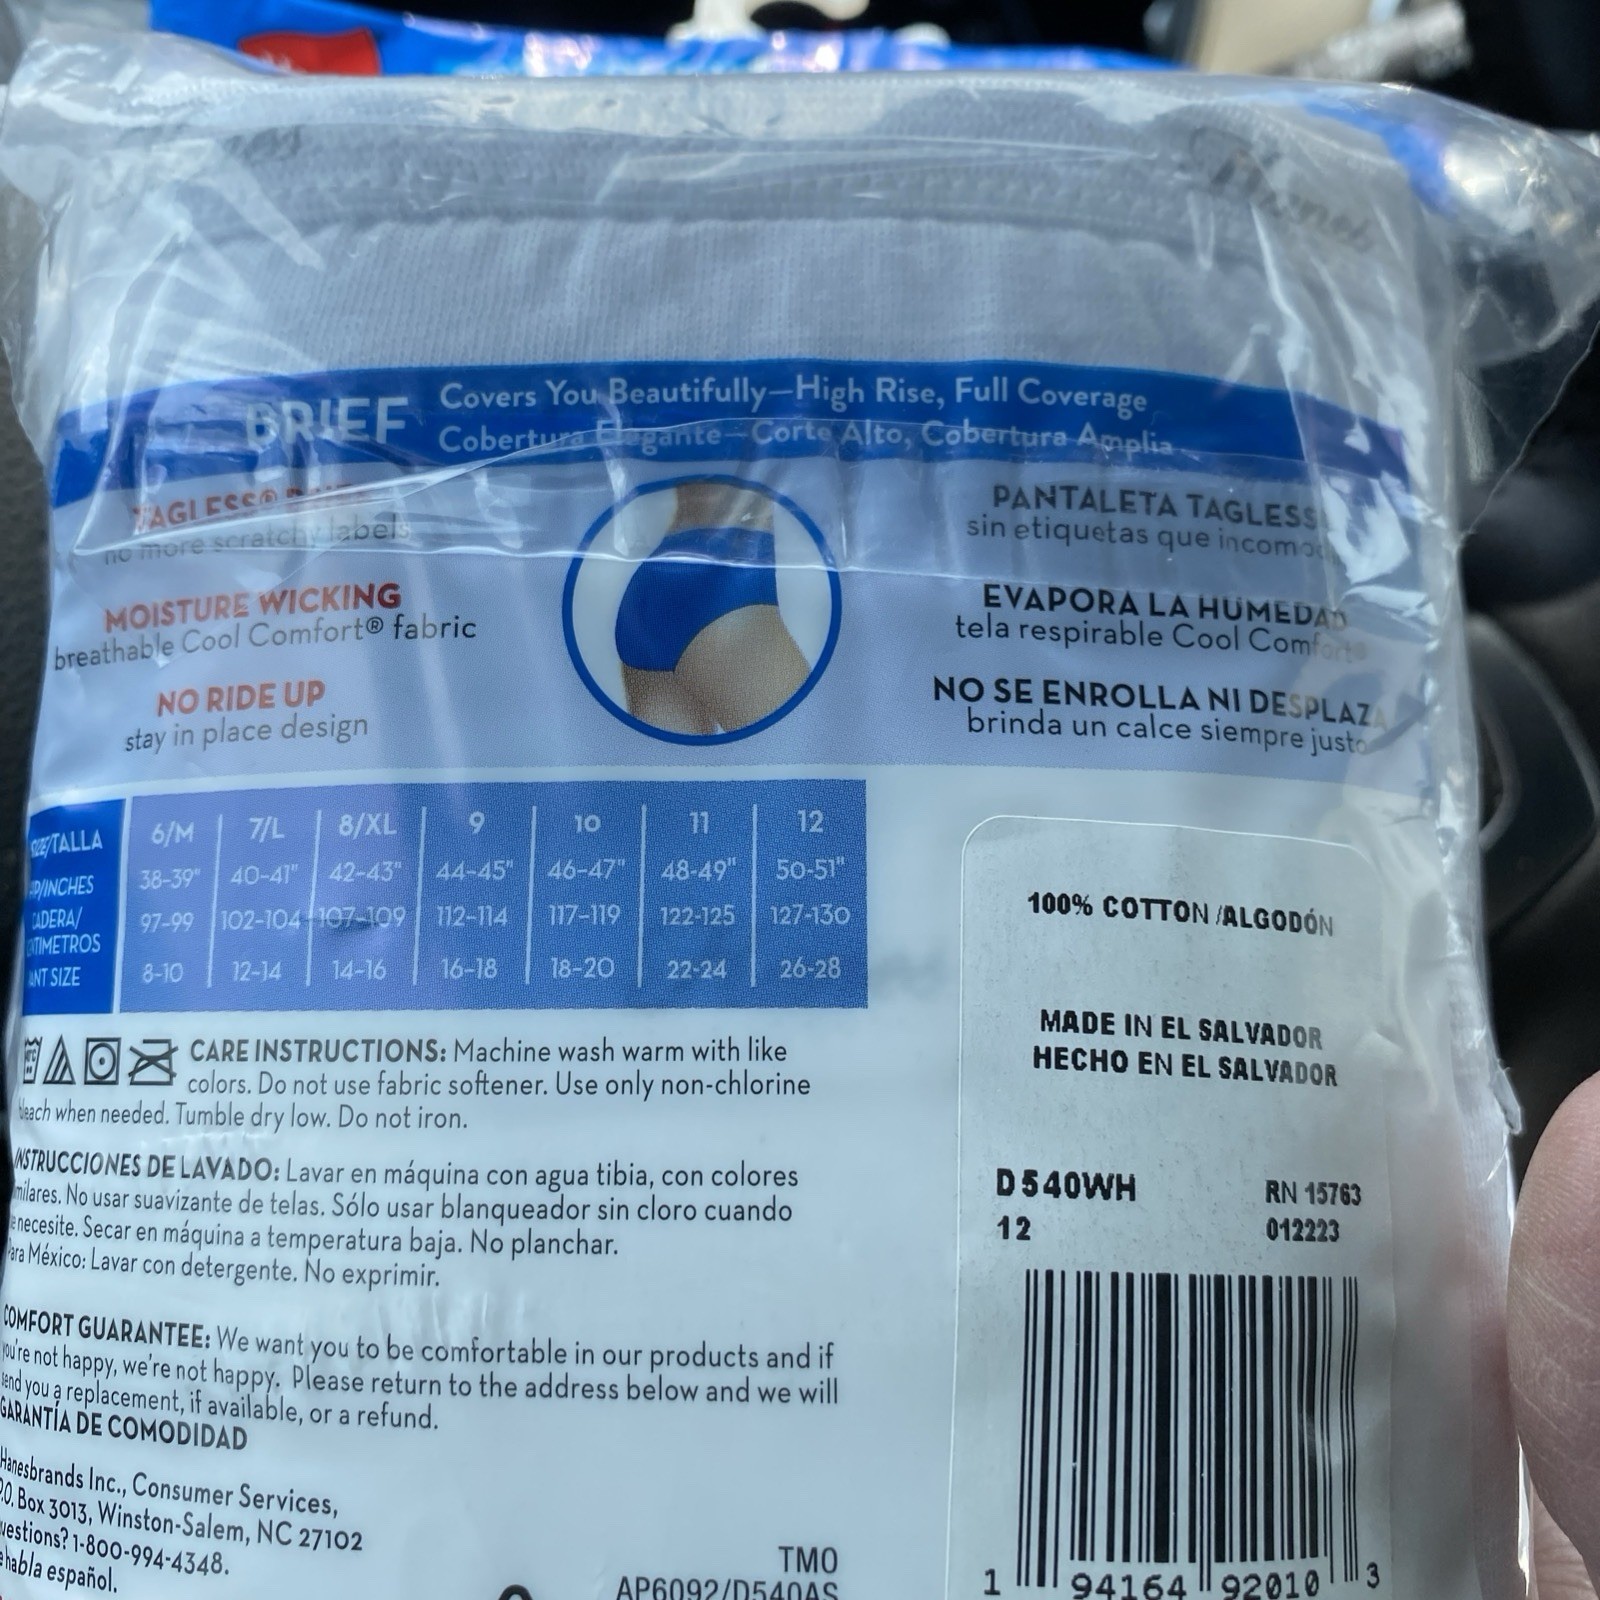 Hanes
BRIEF
Covers You Beautifully—High Rise, Full Coverage
Cobertura Elegante—Corte Alto, Cobertura Amplia
TAGLESS®
no more scratchy labels
MOISTURE WICKING
breathable Cool Comfort® fabric
NO RIDE UP
stay in place design
PANTALETA TAGLESS
sin etiquetas que
EVAPORA LA HUMEDAD
tela respirable Cool Comfort®
NO SE ENROLLA NI DESPLAZA
brinda un calce siempre justo
SIZE/TALLA 6/M 7/L 8/XL 9 10 11 12
/INCHES 38-39" 40-41" 42-43" 44-45" 46-47" 48-49" 50-51"
CADERA/
97-99 102-104 107-109 112-114 117-119 122-125 127-130
SIZE 8-10 12-14 14-16 16-18 18-20 22-24 26-28
CARE INSTRUCTIONS: Machine wash warm with like
colors. Do not use fabric softener. Use only non-chlorine
bleach when needed. Tumble dry low. Do not iron.
INSTRUCCIONES DE LAVADO: Lavar en máquina con agua tibia, con colores
No usar suavizante de telas. Sólo usar blanqueador sin cloro cuando
necesite. Secar en máquina a temperatura baja. No planchar.
Para México: Lavar con detergente. No exprimir.
COMFORT GUARANTEE: We want you to be comfortable in our products and if
you're not happy, we're not happy. Please return to the address below and we will
send you a replacement, if available, or a refund.
GARANTÍA DE COMODIDAD
Hanesbrands Inc., Consumer Services,
P.O. Box 3013, Winston-Salem, NC 27102
Questions? 1-800-994-4348.
habla español.
TMO
AP6092/D540AS
100% COTTON /ALGODÓN
MADE IN EL SALVADOR
HECHO EN EL SALVADOR
D540WH RN 15763
12 012223
1 94164 92010 3